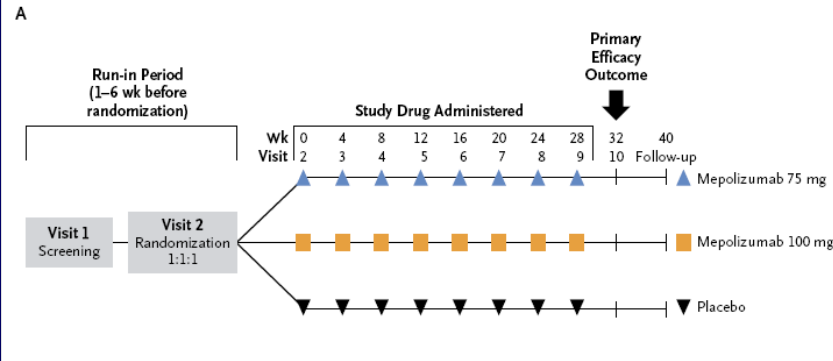 A
Primary
Efficacy
Outcome
Run-in Period
(1–6 wk before
randomization)
Study Drug Administered
Wk 0 4 8 12 16 20 24 28 32 40
Visit 2 3 4 5 6 7 8 9 10 Follow-up
Mepolizumab 75 mg
Visit 1
Screening
Visit 2
Randomization
1:1:1
Mepolizumab 100 mg
Placebo